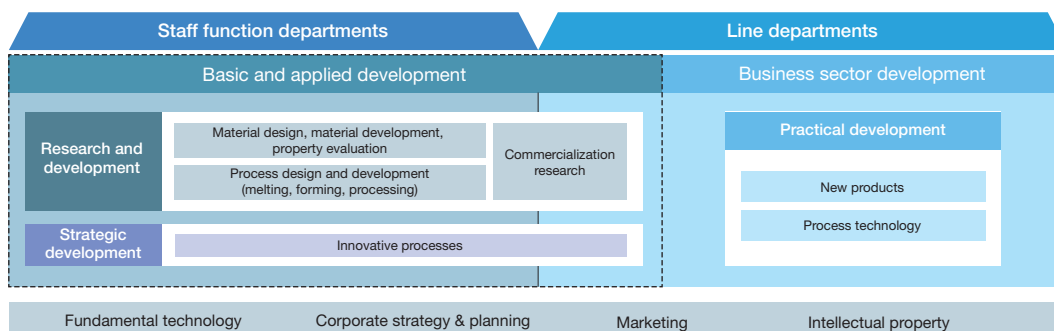 Staff function departments
Line departments
Basic and applied development
Business sector development
Research and
development
Material design, material development,
property evaluation
Process design and development
(melting, forming, processing)
Commercialization
research
Practical development
New products
Process technology
Strategic
development
Innovative processes
Fundamental technology
Corporate strategy & planning
Marketing
Intellectual property